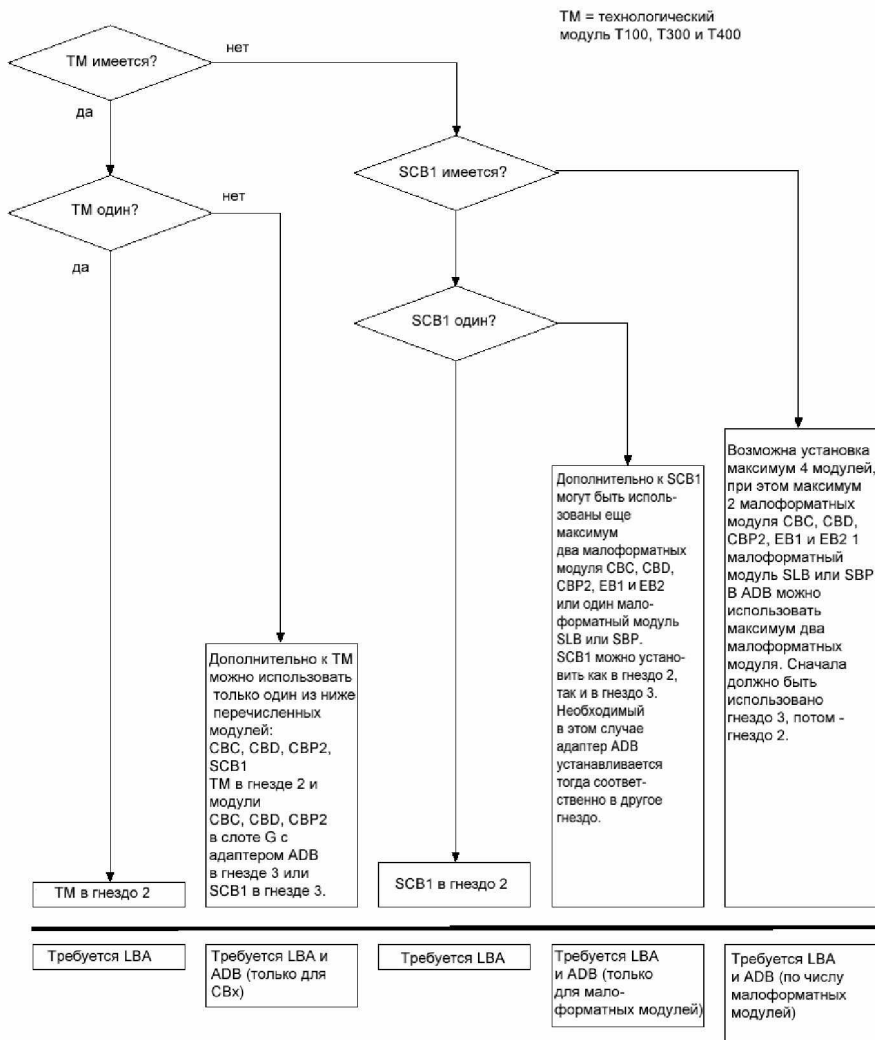 ТМ = технологический
модуль Т100, Т300 и Т400
ТМ имеется?
нет
да
SCB1 имеется?
ТМ один?
нет
да
SCB1 один?
Дополнительно к ТМ
можно использовать
только один из ниже
перечисленных
модулей:
CBC, CBD, CBP2,
SCB1
ТМ в гнезде 2 и
модули
CBC, CBD, CBP2
в слоте G с
адаптером ADB
в гнезде 3 или
SCB1 в гнезде 3.
Дополнительно к SCB1
могут быть исполь-
зованы еще
максимум
два малоформатных
модуля CBC, CBD,
CBP2, EB1 и EB2
или один мало-
форматный модуль
SLB или SBP.
SCB1 можно устано-
вить как в гнездо 2,
так и в гнездо 3.
Необходимый
в этом случае
адаптер ADB
устанавливается
тогда соответ-
ственно в другое
гнездо.
Возможна установка
максимум 4 модулей,
при этом максимум
2 малоформатных
модуля CBC, CBD,
CBP2, EB1 и EB2 1
малоформатный
модуль SLB или SBP
В ADB можно
использовать
максимум два
малоформатных
модуля. Сначала
должно быть
использовано
гнездо 3, потом -
гнездо 2.
ТМ в гнездо 2
SCB1 в гнездо 2
Требуется LBA
Требуется LBA и
ADB (только для
CBx)
Требуется LBA
Требуется LBA
и ADB (только
для мало-
форматных модулей)
Требуется LBA
и ADB (по числу
малоформатных
модулей)